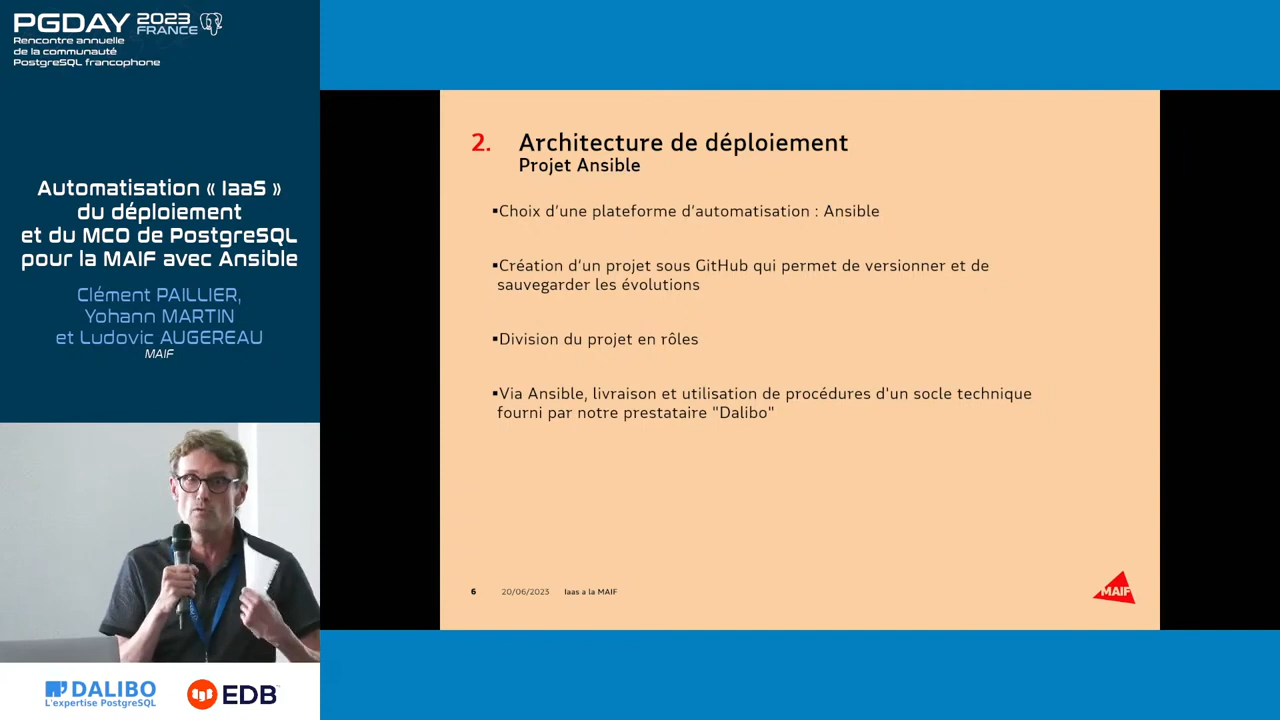 PGDAY 2023 FRANCE
Rencontre annuelle
de la communauté
PostgreSQL francophone
Automatisation « IaaS »
du déploiement
et du MCO de PostgreSQL
pour la MAIF avec Ansible
Clément PAILLIER,
Yohann MARTIN
et Ludovic AUGEREAU
MAIF
DALIBO
L'expertise PostgreSQL
EDB
2. Architecture de déploiement
Projet Ansible
▪Choix d’une plateforme d’automatisation : Ansible
▪Création d’un projet sous GitHub qui permet de versionner et de
sauvegarder les évolutions
▪Division du projet en rôles
▪Via Ansible, livraison et utilisation de procédures d'un socle technique
fourni par notre prestataire "Dalibo"
6 20/06/2023 Iaas a la MAIF
MAIF